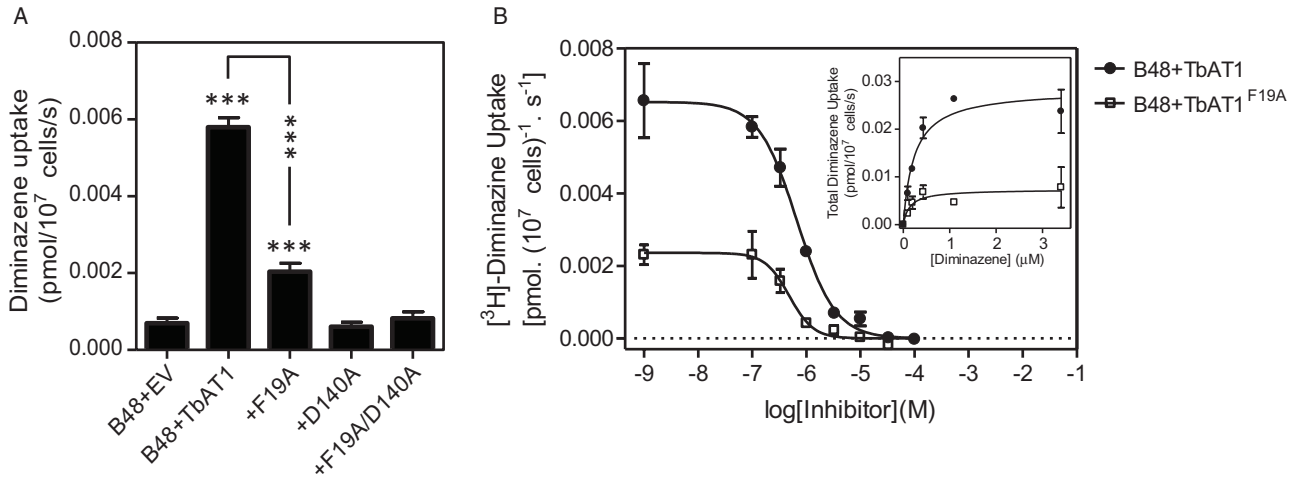 A
Diminazene uptake
(pmol/10⁷ cells/s)
0.008
0.006
0.004
0.002
0.000
***
***
***
B48+EV
B48+TbAT1
+F19A
+D140A
+F19A/D140A
B
[³H]-Diminazine Uptake
[pmol. (10⁷ cells)⁻¹. s⁻¹]
0.008
0.006
0.004
0.002
0.000
-9
-8
-7
-6
-5
-4
-3
-2
-1
log[Inhibitor](M)
Total Diminazene Uptake
(pmol/10⁷ cells/s)
0.03
0.02
0.01
0.00
0
1
2
3
[Diminazene] (μM)
B48+TbAT1
B48+TbAT1ᶠ¹⁹ᴬ